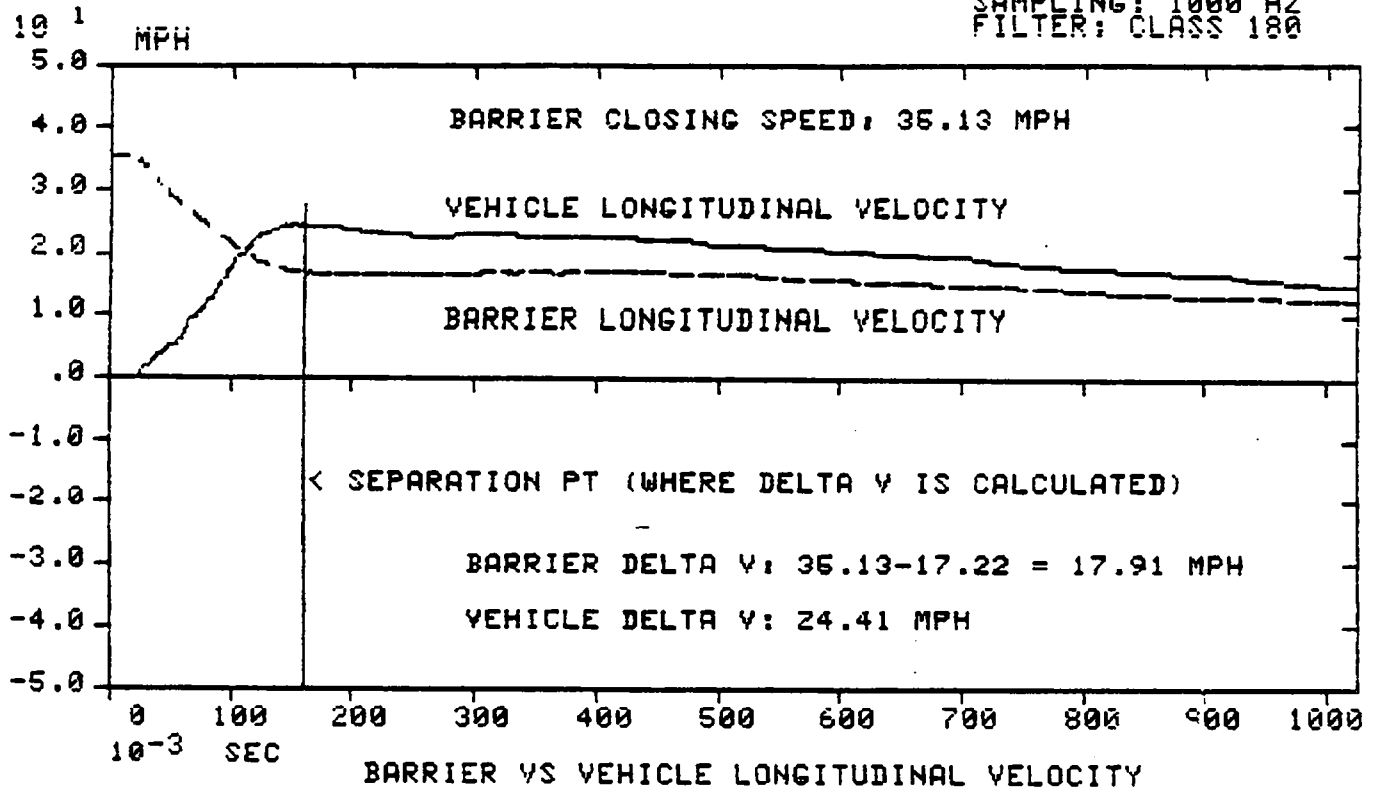 SAMPLING: 1000 HZ
FILTER: CLASS 180
10 1
MPH
5.0
4.0
3.0
2.0
1.0
.0
-1.0
-2.0
-3.0
-4.0
-5.0
BARRIER CLOSING SPEED: 35.13 MPH
VEHICLE LONGITUDINAL VELOCITY
BARRIER LONGITUDINAL VELOCITY
< SEPARATION PT (WHERE DELTA V IS CALCULATED)
BARRIER DELTA V: 35.13-17.22 = 17.91 MPH
VEHICLE DELTA V: 24.41 MPH
0 100 200 300 400 500 600 700 800 900 1000
10-3 SEC
BARRIER VS VEHICLE LONGITUDINAL VELOCITY